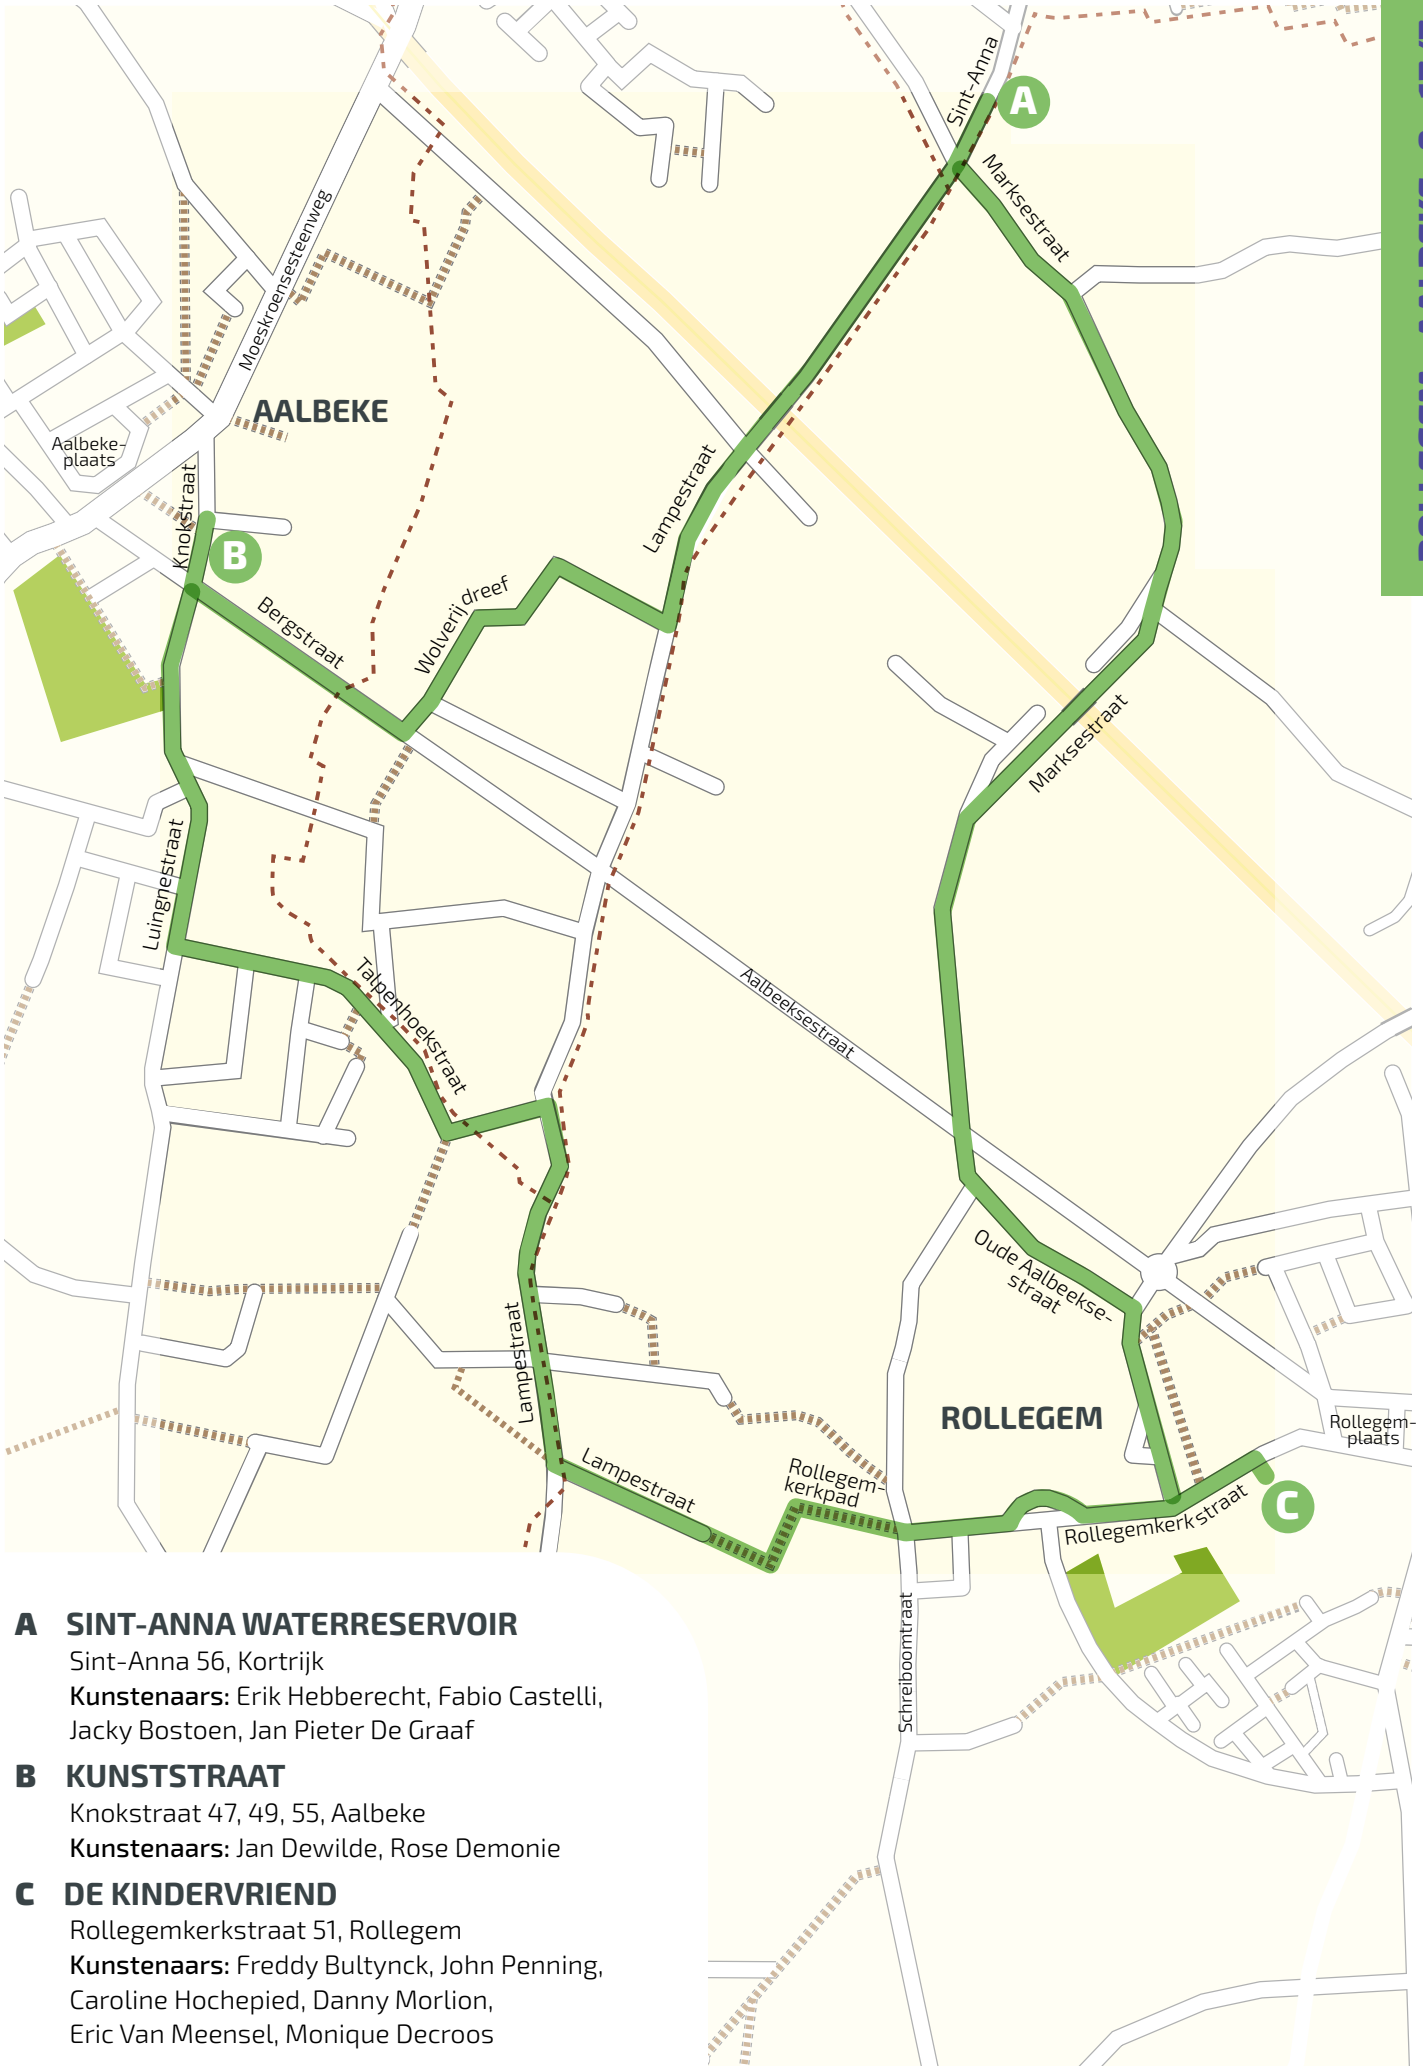 Sint-Anna
A
Marksestraat
Moeskroensesteenweg
AALBEKE
Aalbeke-
plaats
Knokstraat
B
Lampestraat
Wolverijdreef
Bergstraat
Marksestraat
Luingnestraat
Talpenhoekstraat
Aalbeeksestraat
Oude Aalbeekse-
straat
Lampestraat
ROLLEGEM
Rollegem-
plaats
Lampestraat
Rollegem-
kerkpad
C
Rollegemkerkstraat
Schreiboomtraat
A SINT-ANNA WATERRESERVOIR
Sint-Anna 56, Kortrijk
Kunstenaars: Erik Hebberecht, Fabio Castelli,
Jacky Bostoen, Jan Pieter De Graaf
B KUNSTSTRAAT
Knokstraat 47, 49, 55, Aalbeke
Kunstenaars: Jan Dewilde, Rose Demonie
C DE KINDERVRIEND
Rollegemkerkstraat 51, Rollegem
Kunstenaars: Freddy Bultynck, John Penning,
Caroline Hochepied, Danny Morlion,
Eric Van Meensel, Monique Decroos